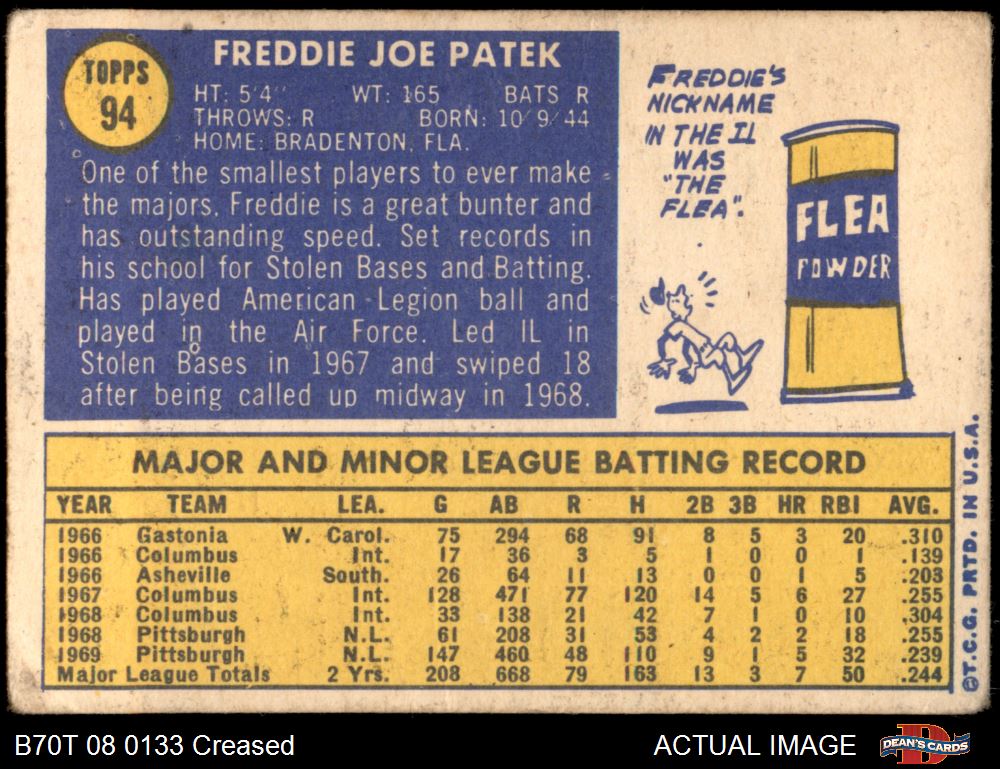 TOPPS
94
FREDDIE JOE PATEK
HT: 5'4" WT: 165 BATS R
THROWS: R BORN: 10/9/44
HOME: BRADENTON, FLA.
One of the smallest players to ever make
the majors, Freddie is a great bunter and
has outstanding speed. Set records in
his school for Stolen Bases and Batting.
Has played American Legion ball and
played in the Air Force. Led IL in
Stolen Bases in 1967 and swiped 18
after being called up midway in 1968.
FREDDIE'S
NICKNAME
IN THE IL
WAS
"THE
FLEA".
FLEA
POWDER
MAJOR AND MINOR LEAGUE BATTING RECORD
YEAR TEAM LEA. G AB R H 2B 3B HR RBI AVG.
1966 Gastonia W. Carol. 75 294 68 91 8 5 3 20 .310
1966 Columbus Int. 17 36 3 5 1 0 0 1 .139
1966 Asheville South. 26 64 11 13 0 0 1 5 .203
1967 Columbus Int. 128 471 77 120 14 5 6 27 .255
1968 Columbus Int. 33 138 21 42 7 1 0 10 .304
1968 Pittsburgh N.L. 61 208 31 53 4 2 2 18 .255
1969 Pittsburgh N.L. 147 460 48 110 9 1 5 32 .239
Major League Totals 2 Yrs. 208 668 79 163 13 3 7 50 .244
©T.C.G. PRTD. IN U.S.A.
B70T 08 0133 Creased
ACTUAL IMAGE
DEAN'S CARDS